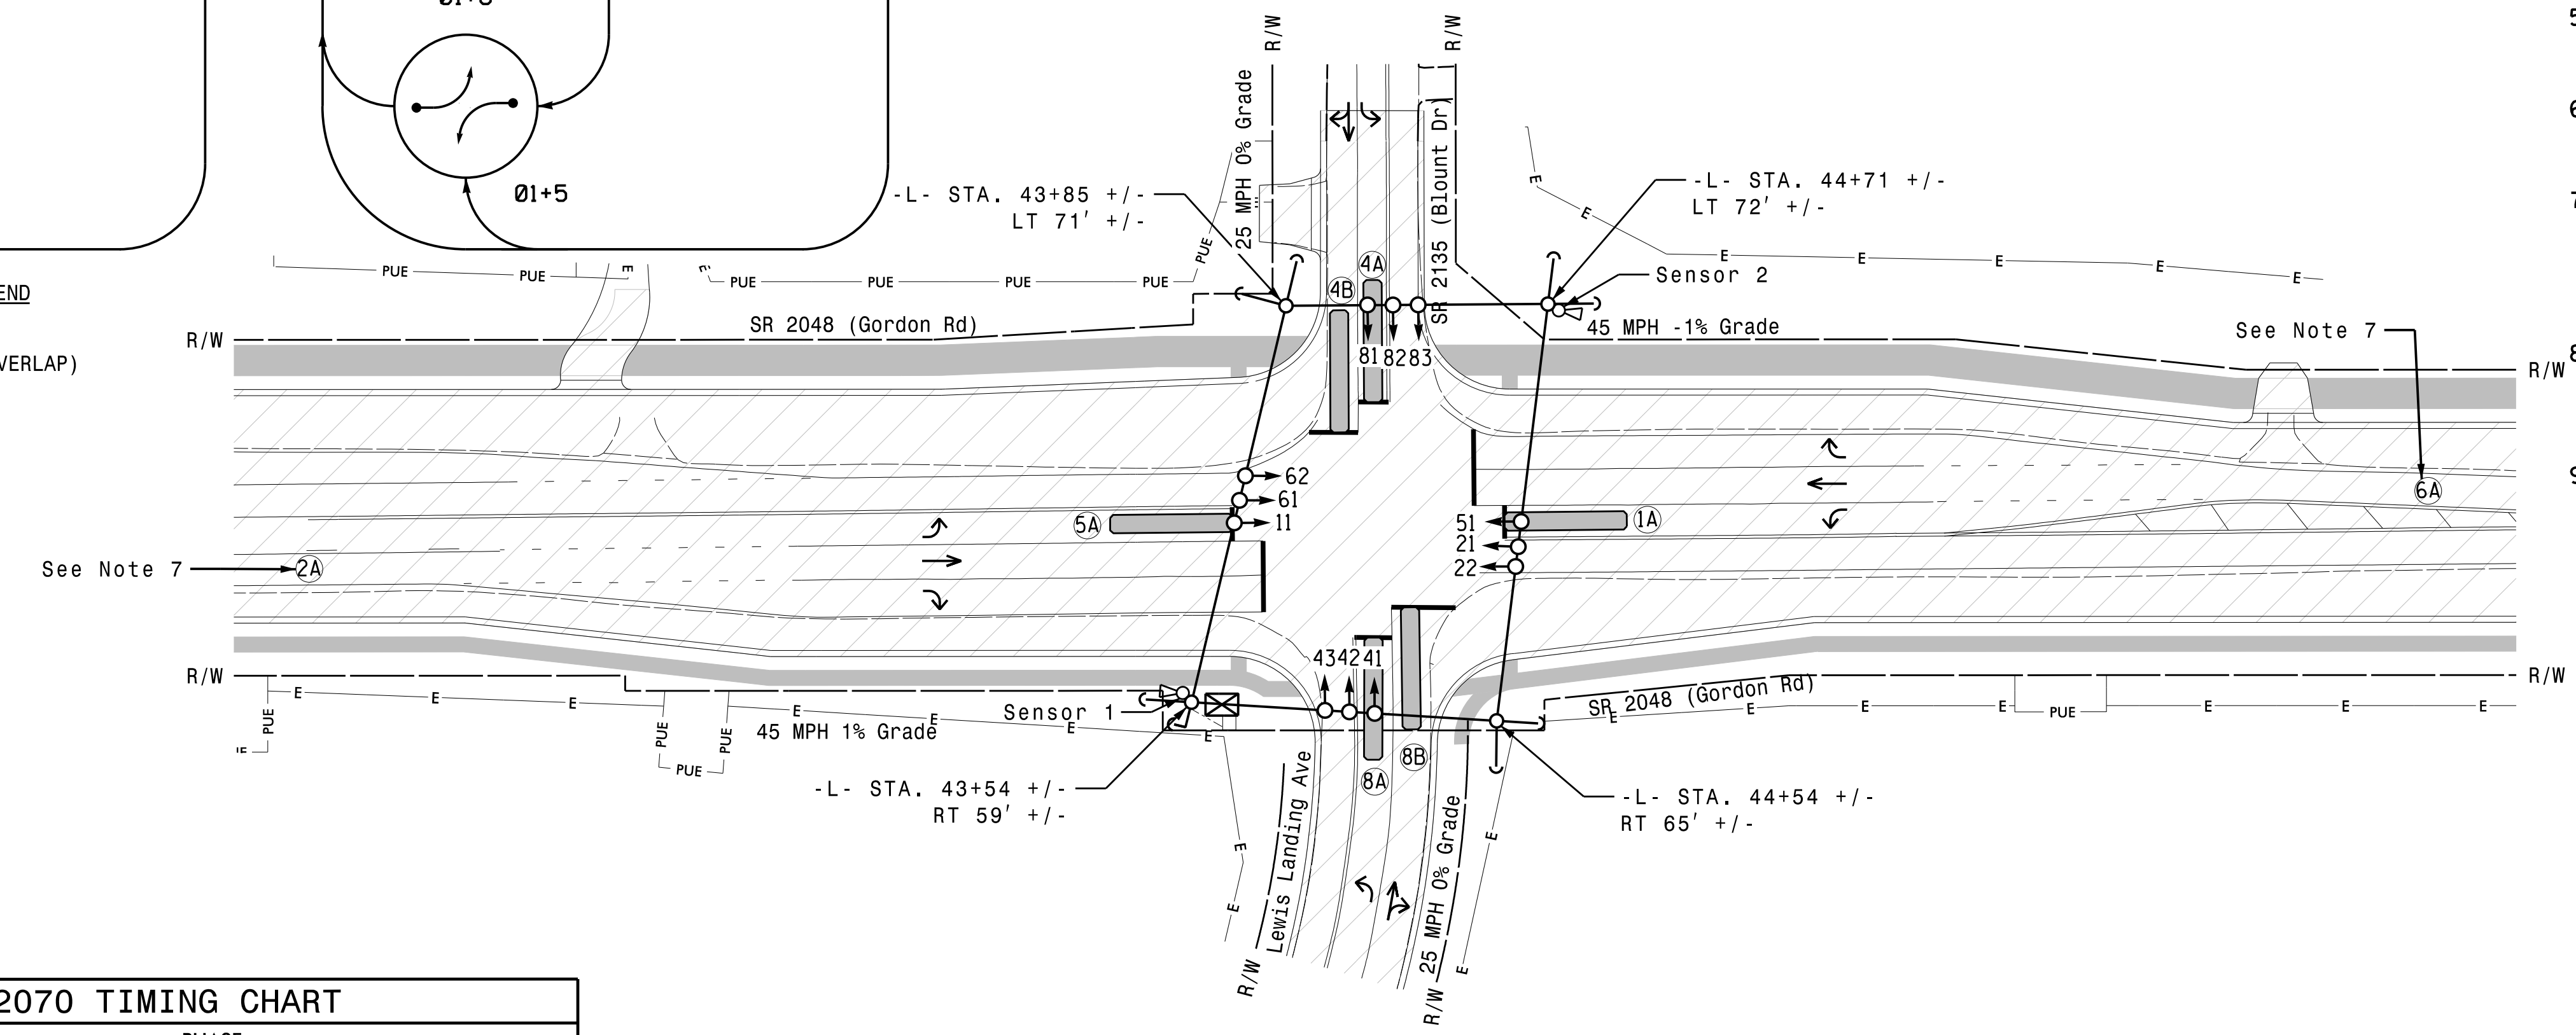 Ø1+5
END
VERLAP)
R/W
R/W
25 MPH 0% Grade
SR 2135 (Blount Dr)
-L- STA. 43+85 +/-
LT 71' +/-
-L- STA. 44+71 +/-
LT 72' +/-
Sensor 2
E
E
E
E
E
E
E
PUE
PUE
E
PUE
PUE
PUE
PUE
PUE
4A
4B
R/W
SR 2048 (Gordon Rd)
45 MPH -1% Grade
See Note 7
R/W
81 82 83
62
61
11
5A
51
21
22
1A
6A
See Note 7
2A
43 42 41
R/W
R/W
E
E
E
E
E
E
E
PUE
PUE
PUE
PUE
Sensor 1
45 MPH 1% Grade
SR 2048 (Gordon Rd)
E
E
E
E
PUE
E
E
E
8B
8A
-L- STA. 43+54 +/-
RT 59' +/-
-L- STA. 44+54 +/-
RT 65' +/-
Lewis Landing Ave
25 MPH 0% Grade
E
E
E
E
R/W
R/W
2070 TIMING CHART